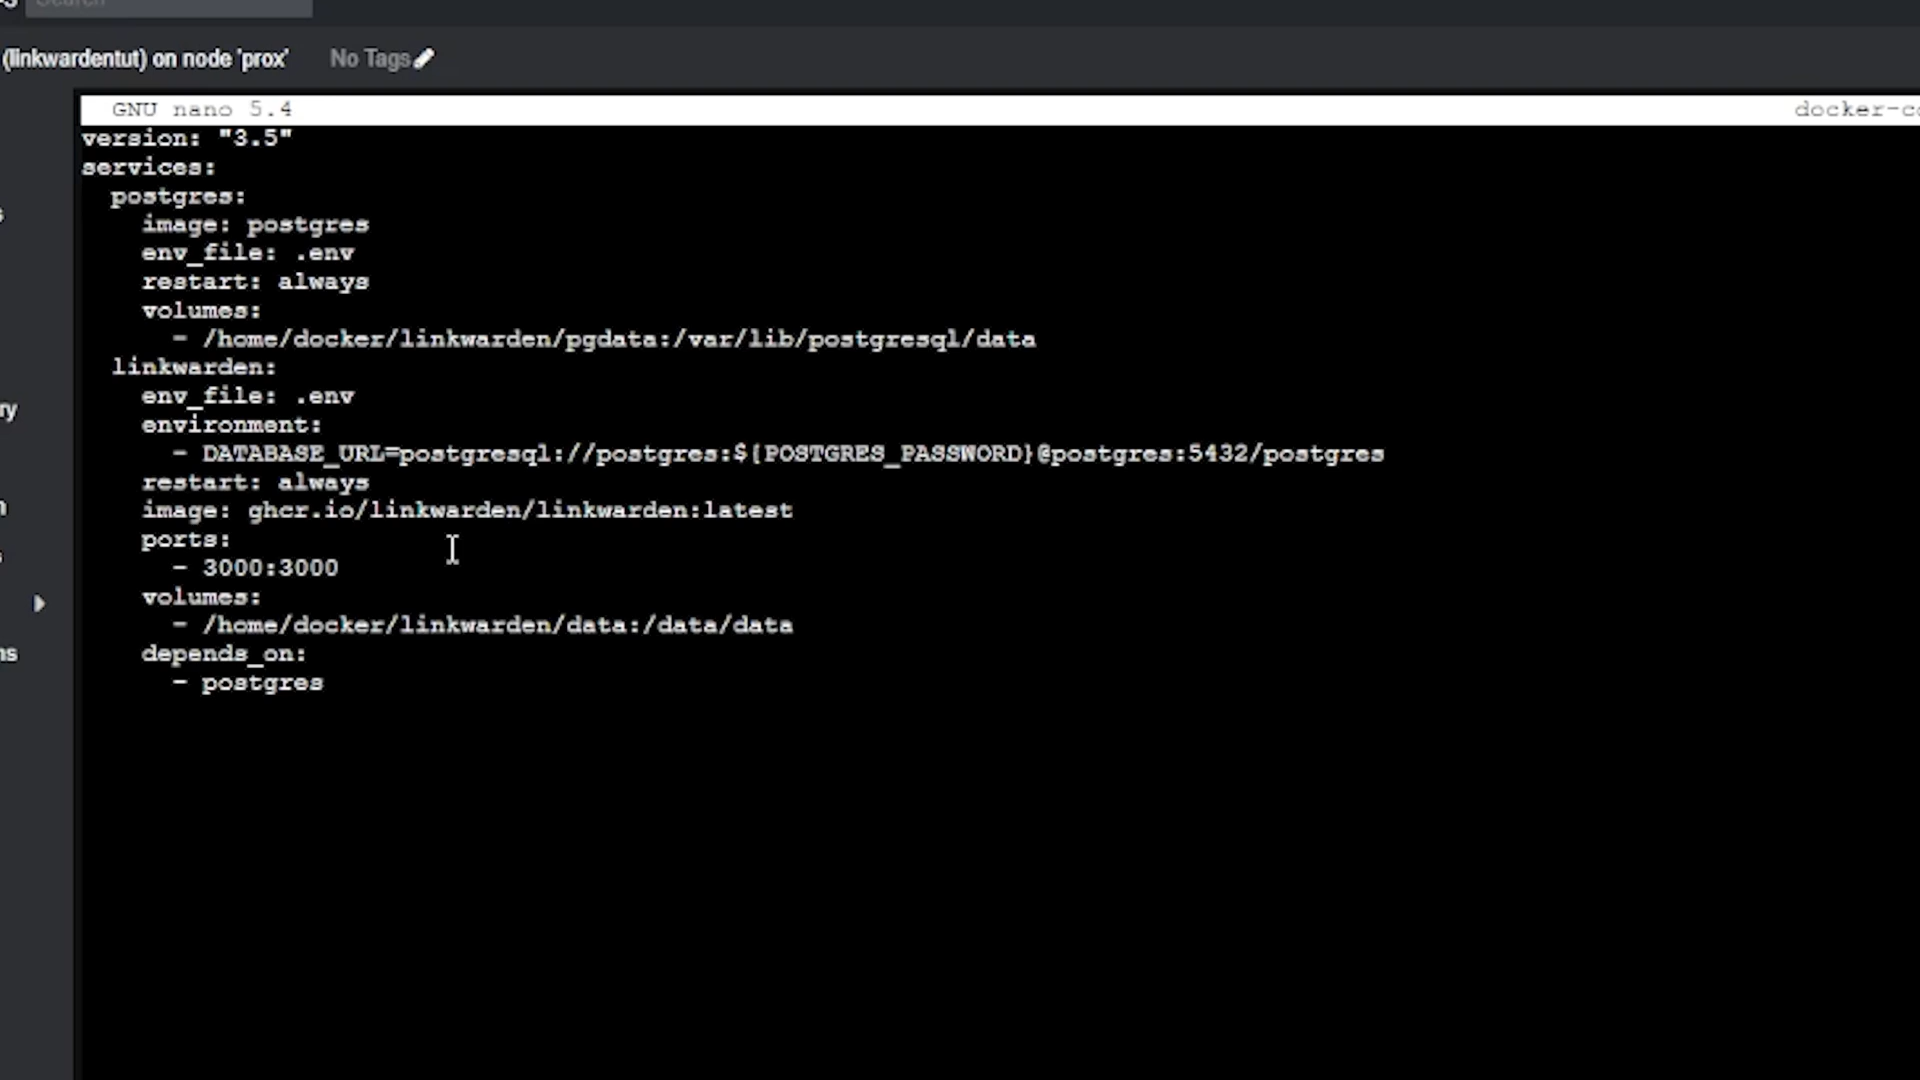 Search
(linkwardentut) on node 'prox' No Tags
GNU nano 5.4 docker-co
version: "3.5"
services:
  postgres:
    image: postgres
    env_file: .env
    restart: always
    volumes:
      - /home/docker/linkwarden/pgdata:/var/lib/postgresql/data
  linkwarden:
    env_file: .env
    environment:
      - DATABASE_URL=postgresql://postgres:${POSTGRES_PASSWORD}@postgres:5432/postgres
    restart: always
    image: ghcr.io/linkwarden/linkwarden:latest
    ports:
      - 3000:3000
    volumes:
      - /home/docker/linkwarden/data:/data/data
    depends_on:
      - postgres